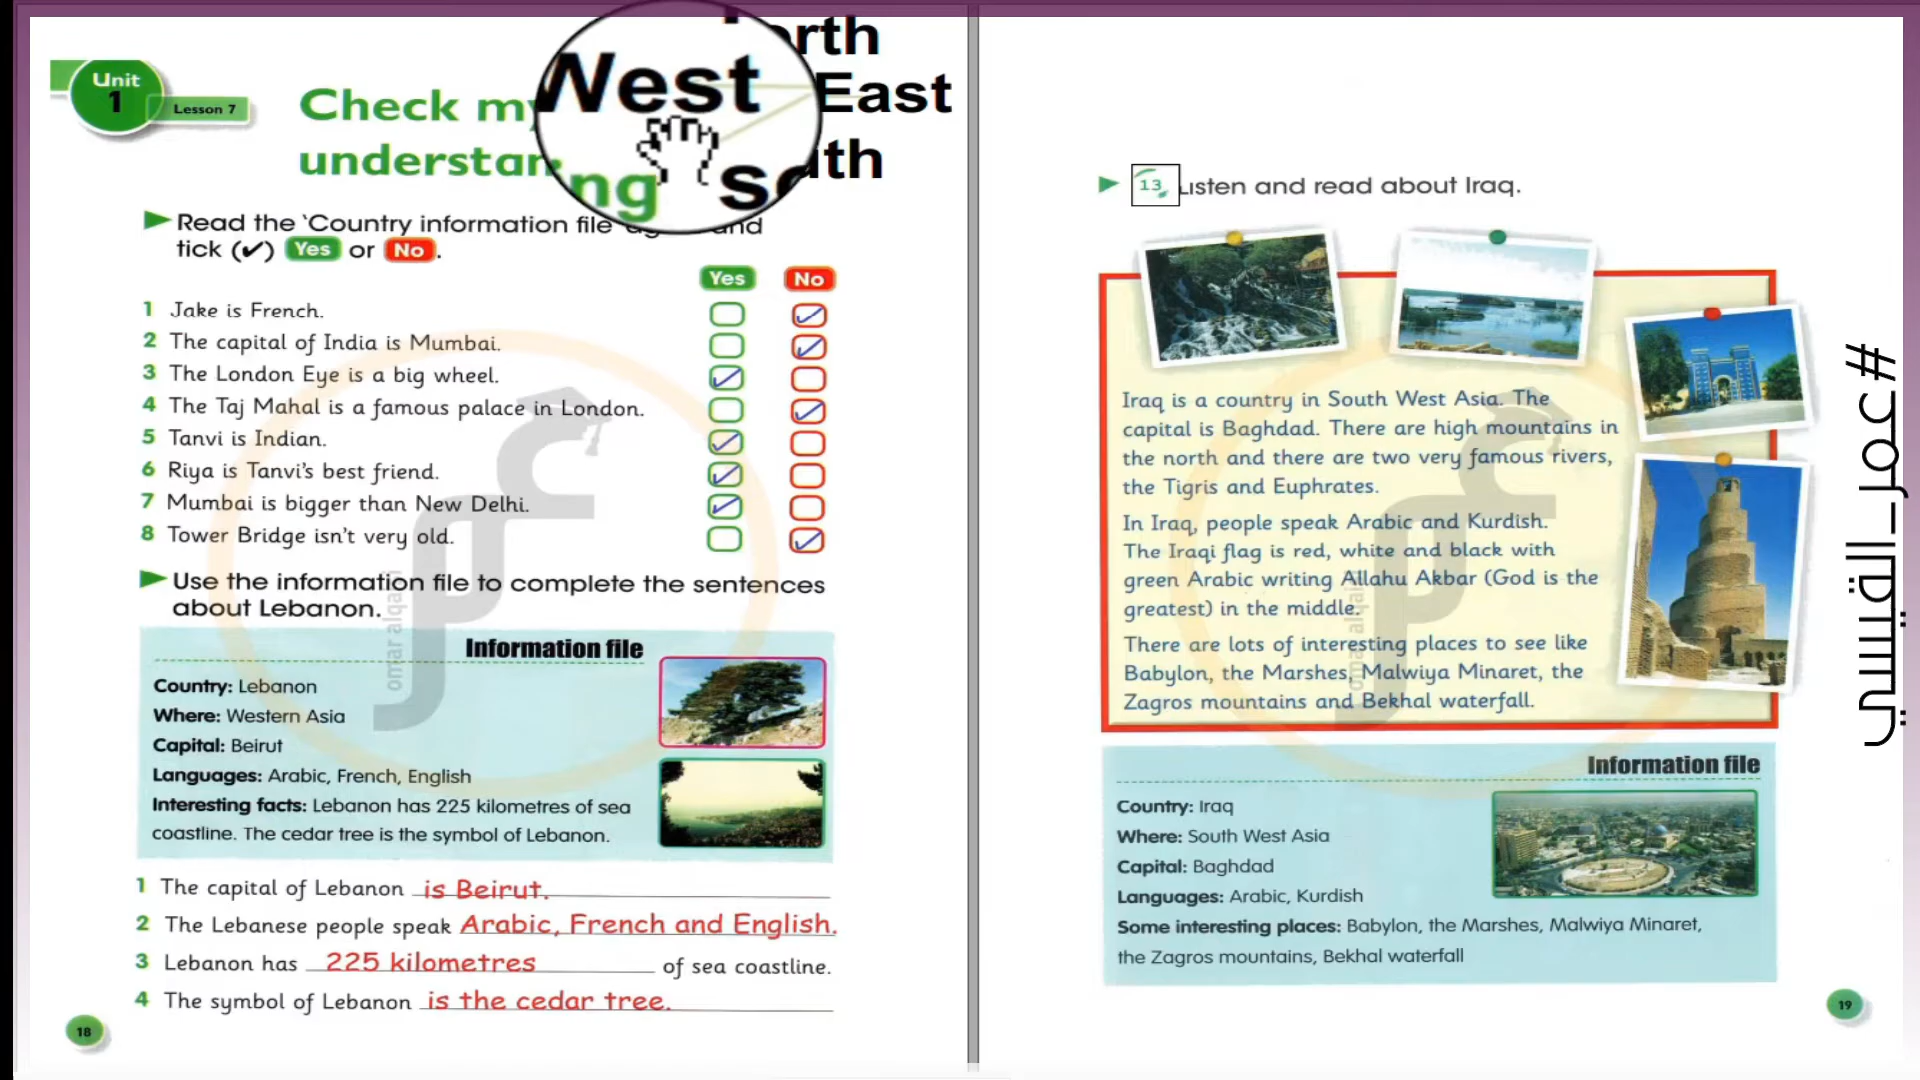 Unit
1
Lesson 7
Check my
understan
ng
West
orth
East
uth
so
Read the 'Country information file' and
tick (✔) Yes or No.
Yes No
1 Jake is French.
2 The capital of India is Mumbai.
3 The London Eye is a big wheel.
4 The Taj Mahal is a famous palace in London.
5 Tanvi is Indian.
6 Riya is Tanvi's best friend.
7 Mumbai is bigger than New Delhi.
8 Tower Bridge isn't very old.
Use the information file to complete the sentences
about Lebanon.
Information file
Country: Lebanon
Where: Western Asia
Capital: Beirut
Languages: Arabic, French, English
Interesting facts: Lebanon has 225 kilometres of sea
coastline. The cedar tree is the symbol of Lebanon.
1 The capital of Lebanon is Beirut.
2 The Lebanese people speak Arabic, French and English.
3 Lebanon has 225 kilometres of sea coastline.
4 The symbol of Lebanon is the cedar tree.
18
13 Listen and read about Iraq.
Iraq is a country in South West Asia. The
capital is Baghdad. There are high mountains in
the north and there are two very famous rivers,
the Tigris and Euphrates.
In Iraq, people speak Arabic and Kurdish.
The Iraqi flag is red, white and black with
green Arabic writing Allahu Akbar (God is the
greatest) in the middle.
There are lots of interesting places to see like
Babylon, the Marshes, Malwiya Minaret, the
Zagros mountains and Bekhal waterfall.
Information file
Country: Iraq
Where: South West Asia
Capital: Baghdad
Languages: Arabic, Kurdish
Some interesting places: Babylon, the Marshes, Malwiya Minaret,
the Zagros mountains, Bekhal waterfall
19
#عمر_القيسي
omar alqaisi
omar alqaisi